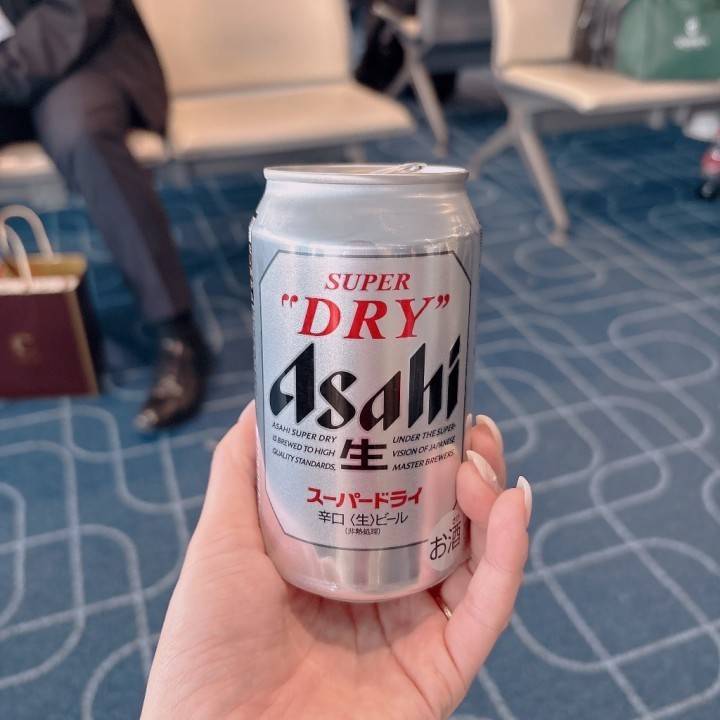 SUPER
"DRY"
Asahi
ASAHI SUPER DRY
IS BREWED TO HIGH
QUALITY STANDARDS,
生
UNDER THE SUPER-
VISION OF JAPANESE
MASTER BREWERS.
スーパードライ
辛口〈生〉ビール
(非熱処理)
お酒